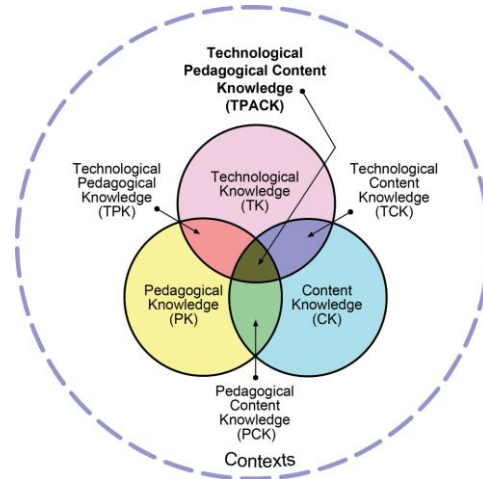 Technological
Pedagogical Content
Knowledge
(TPACK)
Technological
Pedagogical
Knowledge
(TPK)
Technological
Knowledge
(TK)
Technological
Content
Knowledge
(TCK)
Pedagogical
Knowledge
(PK)
Content
Knowledge
(CK)
Pedagogical
Content
Knowledge
(PCK)
Contexts